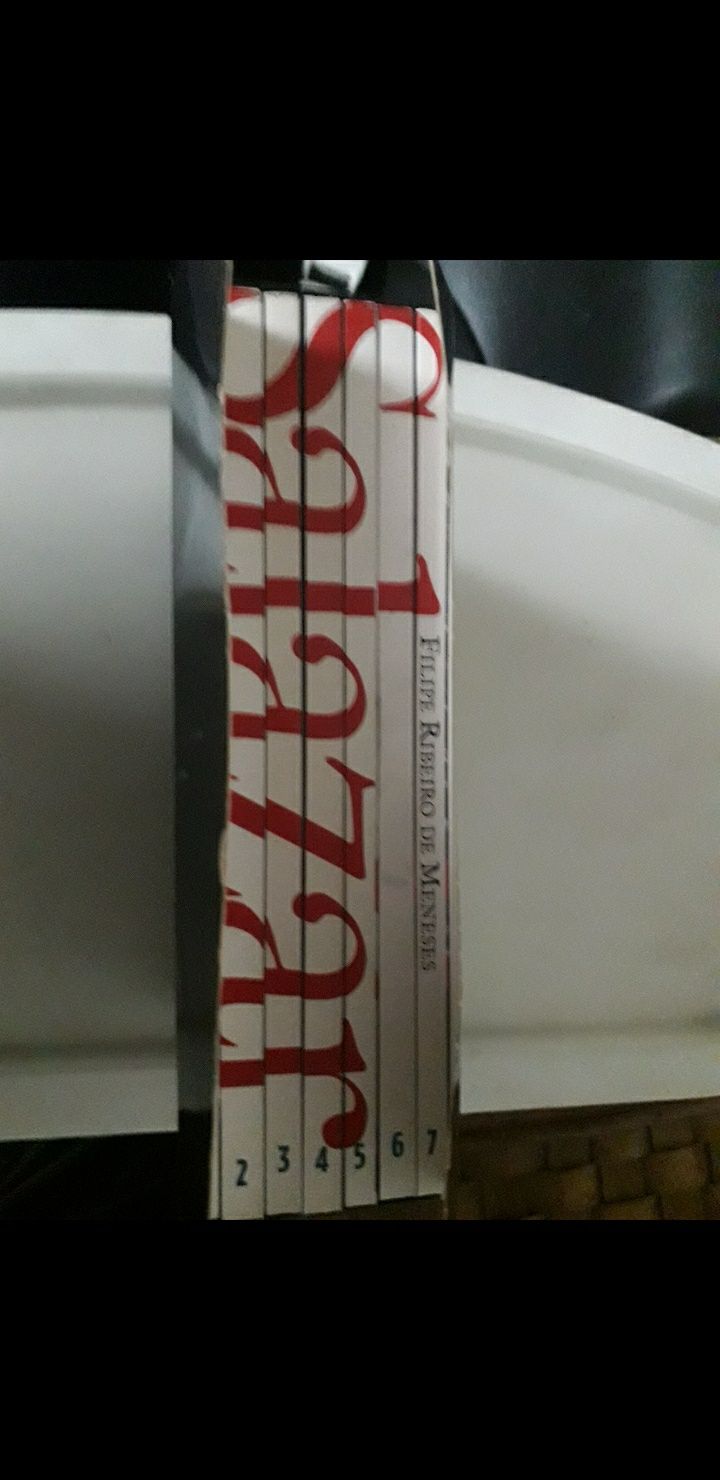 Salazar
FILIPE RIBEIRO DE MENESES
2 3 4 5 6 7